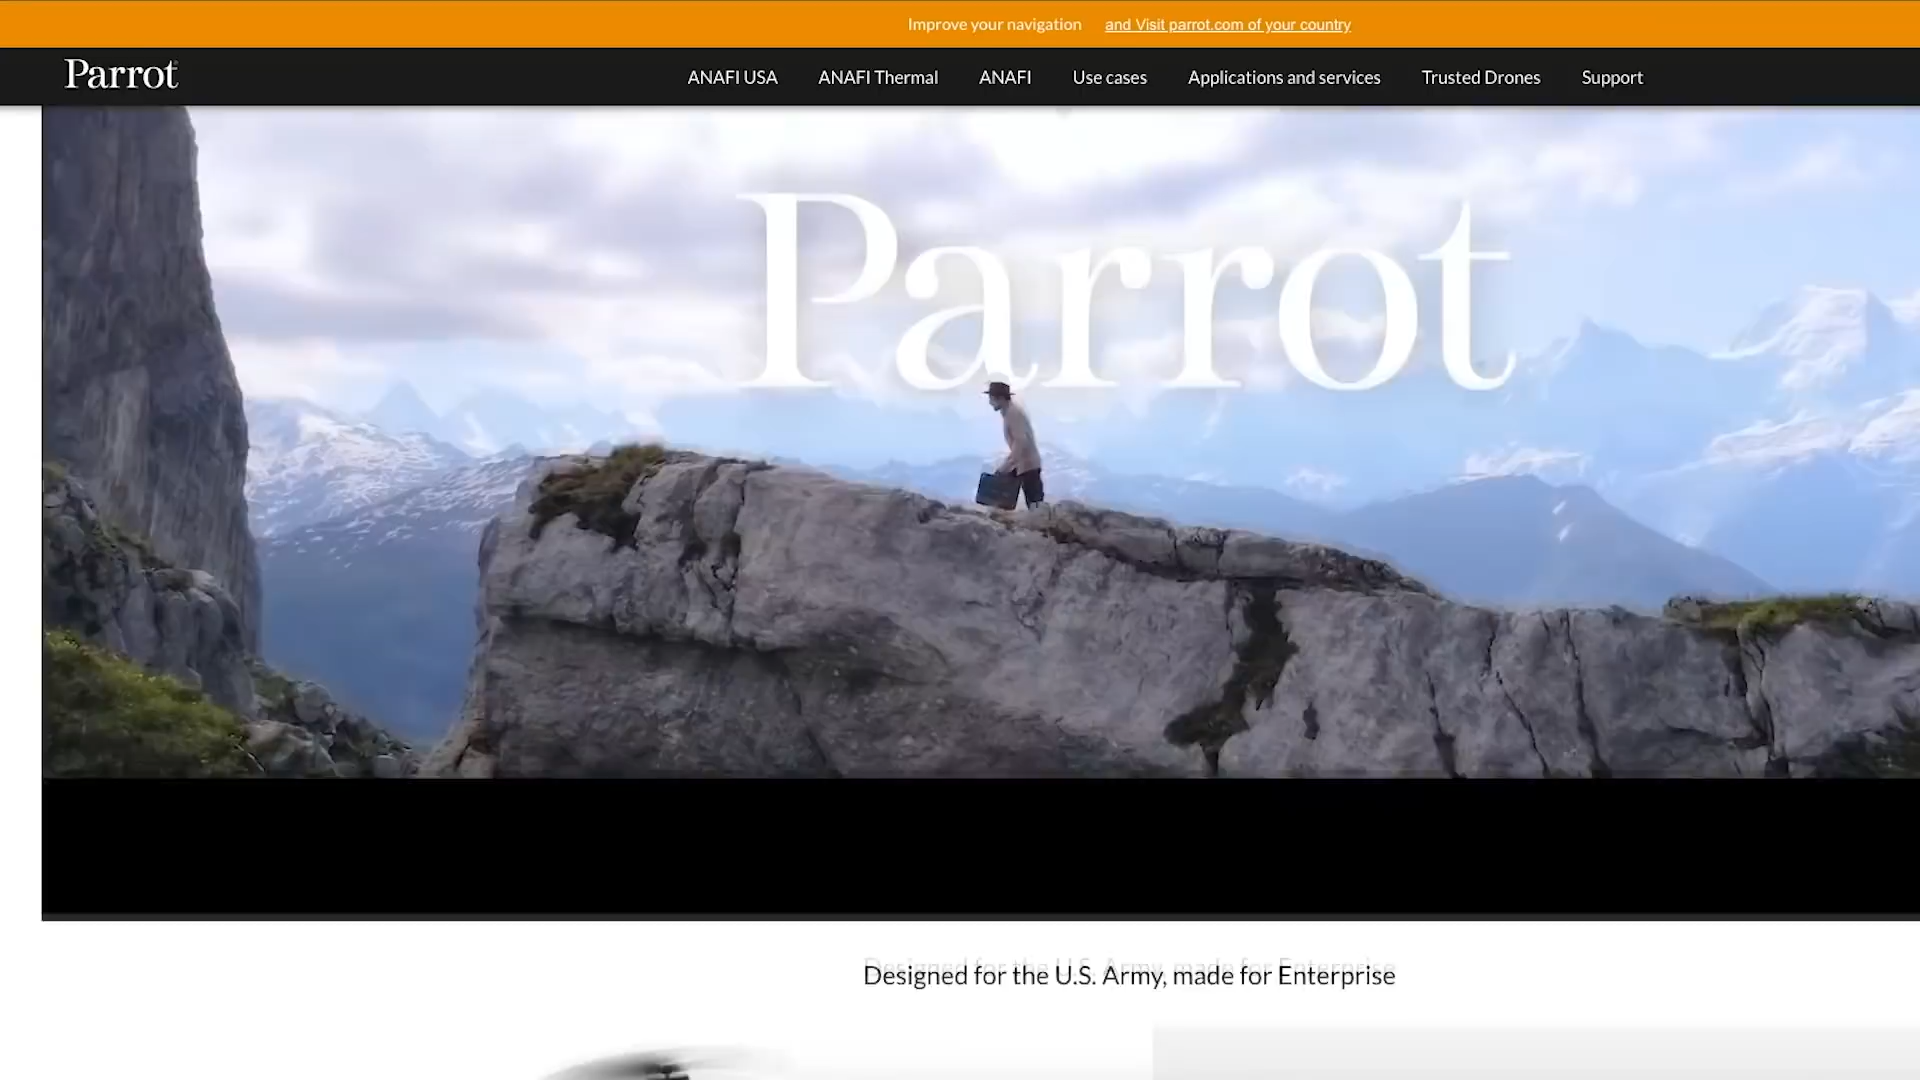 Improve your navigation and Visit parrot.com of your country
Parrot ANAFI USA ANAFI Thermal ANAFI Use cases Applications and services Trusted Drones Support
Parrot
Designed for the U.S. Army, made for Enterprise